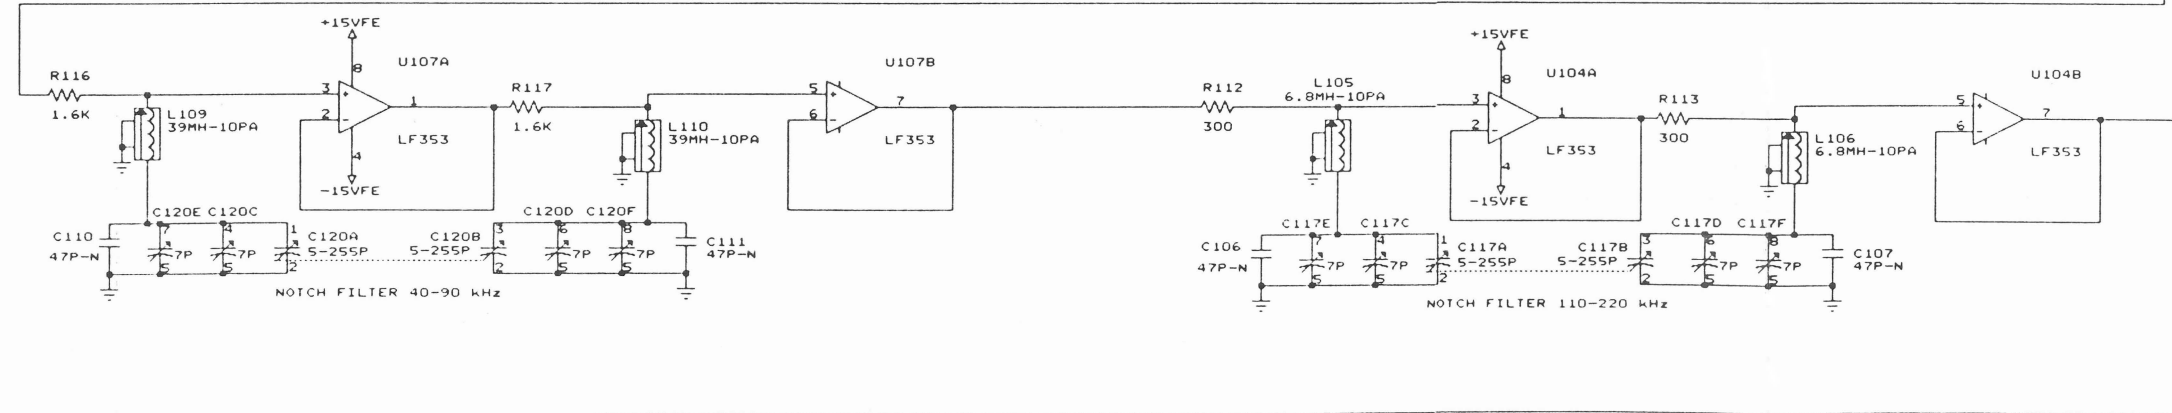 +15VFE
8
U107A
R116
1.6K
3
2
1
4
LF353
-15VFE
L109
39MH-10PA
R117
1.6K
L110
39MH-10PA
U107B
5
6
7
LF353
C110
47P-N
C120E
7
7P
5
C120C
4
7P
5
1
C120A
5-255P
2
C120B
5-255P
3
2
C120D
6
7P
5
C120F
8
7P
5
C111
47P-N
NOTCH FILTER 40-90 kHz
R112
300
L105
6.8MH-10PA
+15VFE
8
U104A
3
2
1
4
LF353
-15VFE
R113
300
L106
6.8MH-10PA
U104B
5
6
7
LF353
C106
47P-N
C117E
7
7P
5
C117C
4
7P
5
1
C117A
5-255P
2
C117B
5-255P
3
2
C117D
6
7P
5
C117F
8
7P
5
C107
47P-N
NOTCH FILTER 110-220 kHz